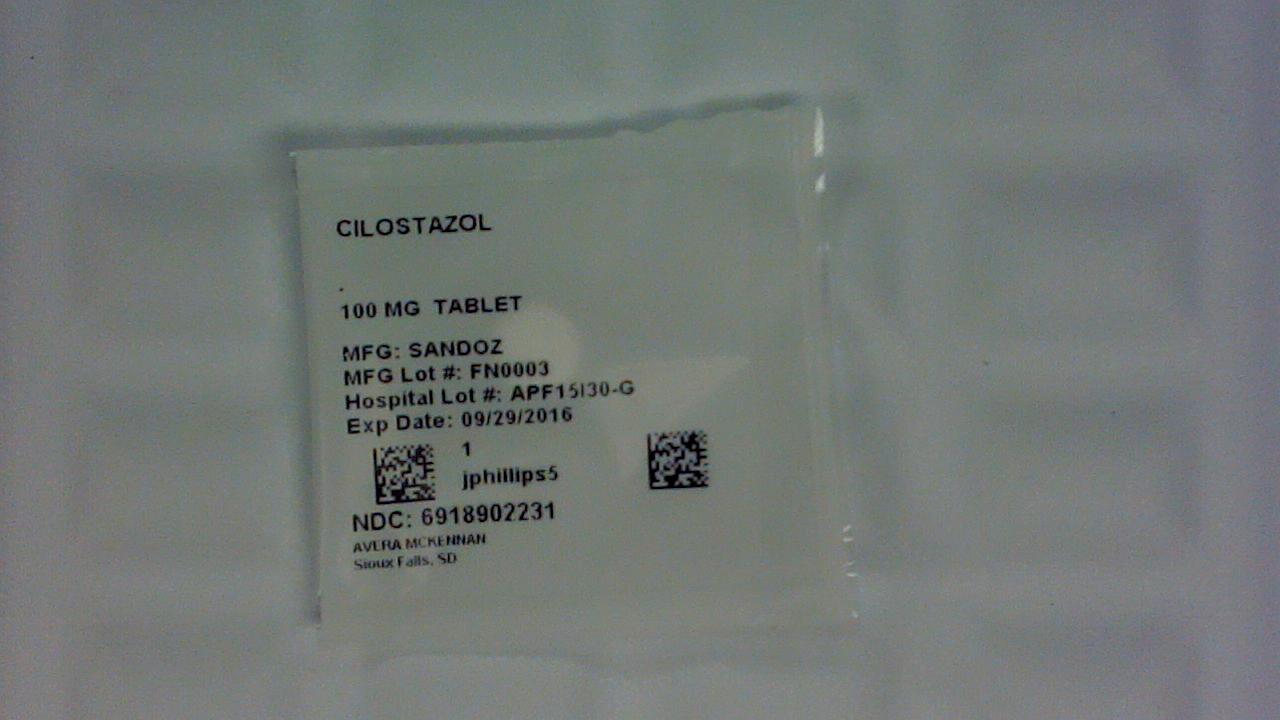 CILOSTAZOL
100 MG TABLET
MFG: SANDOZ
MFG Lot #: FN0003
Hospital Lot #: APF15I30-G
Exp Date: 09/29/2016
1
jphillips5
NDC: 6918902231
AVERA MCKENNAN
Sioux Falls, SD